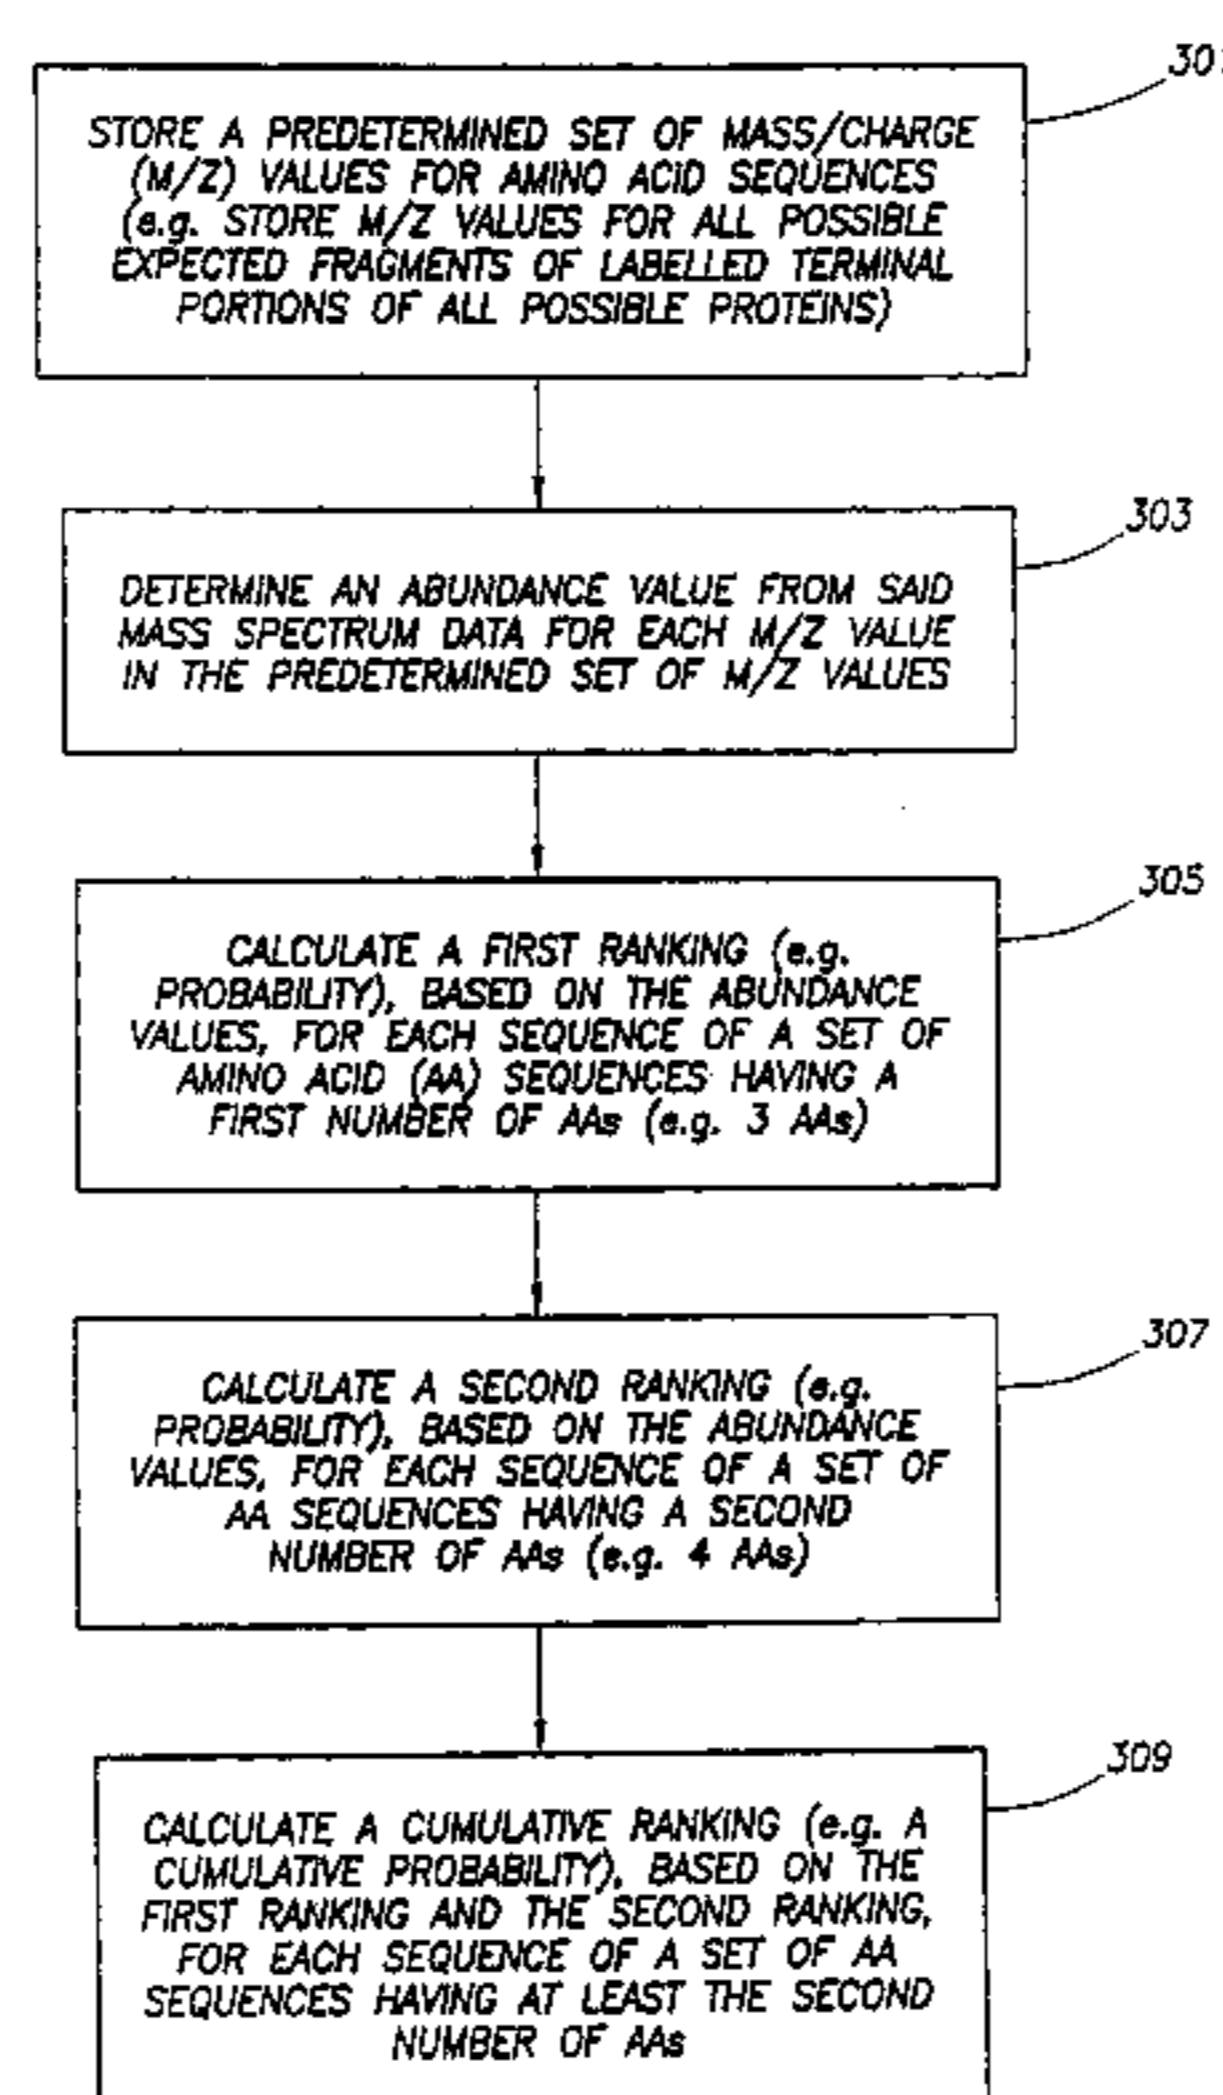 301
STORE A PREDETERMINED SET OF MASS/CHARGE
(M/Z) VALUES FOR AMINO ACID SEQUENCES
(e.g. STORE M/Z VALUES FOR ALL POSSIBLE
EXPECTED FRAGMENTS OF LABELLED TERMINAL
PORTIONS OF ALL POSSIBLE PROTEINS)
303
DETERMINE AN ABUNDANCE VALUE FROM SAID
MASS SPECTRUM DATA FOR EACH M/Z VALUE
IN THE PREDETERMINED SET OF M/Z VALUES
305
CALCULATE A FIRST RANKING (e.g.
PROBABILITY), BASED ON THE ABUNDANCE
VALUES, FOR EACH SEQUENCE OF A SET OF
AMINO ACID (AA) SEQUENCES HAVING A
FIRST NUMBER OF AAs (e.g. 3 AAs)
307
CALCULATE A SECOND RANKING (e.g.
PROBABILITY), BASED ON THE ABUNDANCE
VALUES, FOR EACH SEQUENCE OF A SET OF
AA SEQUENCES HAVING A SECOND
NUMBER OF AAs (e.g. 4 AAs)
309
CALCULATE A CUMULATIVE RANKING (e.g. A
CUMULATIVE PROBABILITY), BASED ON THE
FIRST RANKING AND THE SECOND RANKING,
FOR EACH SEQUENCE OF A SET OF AA
SEQUENCES HAVING AT LEAST THE SECOND
NUMBER OF AAs